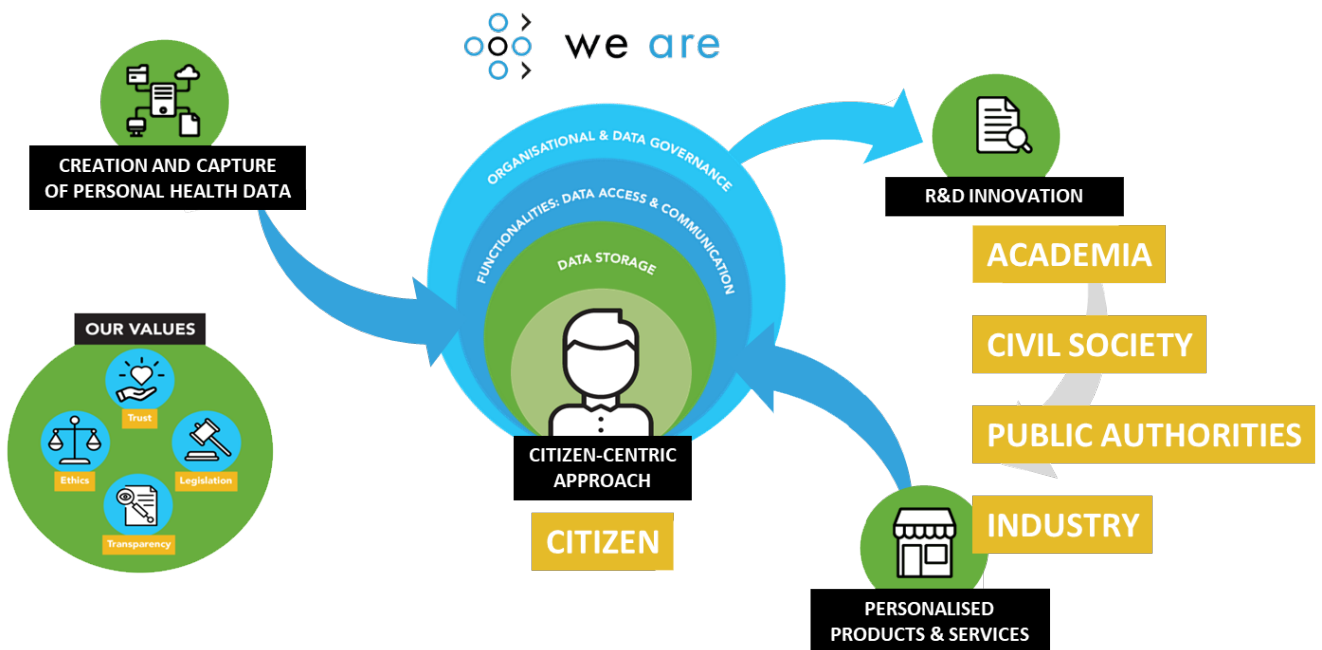 we are
CREATION AND CAPTURE
OF PERSONAL HEALTH DATA
ORGANISATIONAL & DATA GOVERNANCE
FUNCTIONALITIES: DATA ACCESS & COMMUNICATION
DATA STORAGE
CITIZEN-CENTRIC
APPROACH
CITIZEN
R&D INNOVATION
ACADEMIA
CIVIL SOCIETY
PUBLIC AUTHORITIES
INDUSTRY
PERSONALISED
PRODUCTS & SERVICES
OUR VALUES
Trust
Ethics
Legislation
Transparency